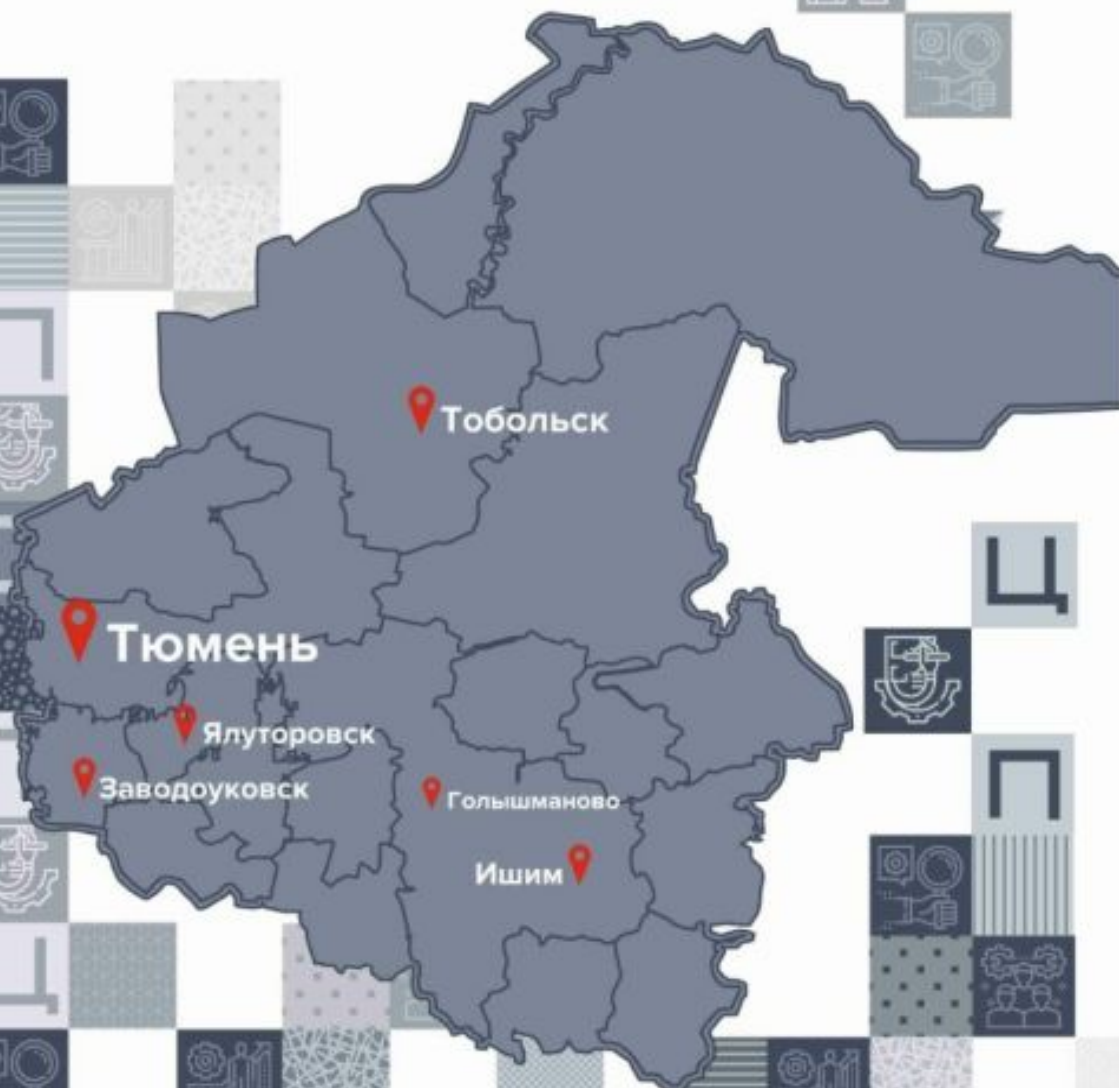 Тобольск
Ц
Тюмень
Ялуторовск
П
Заводоуковск
Голышманово
Ишим